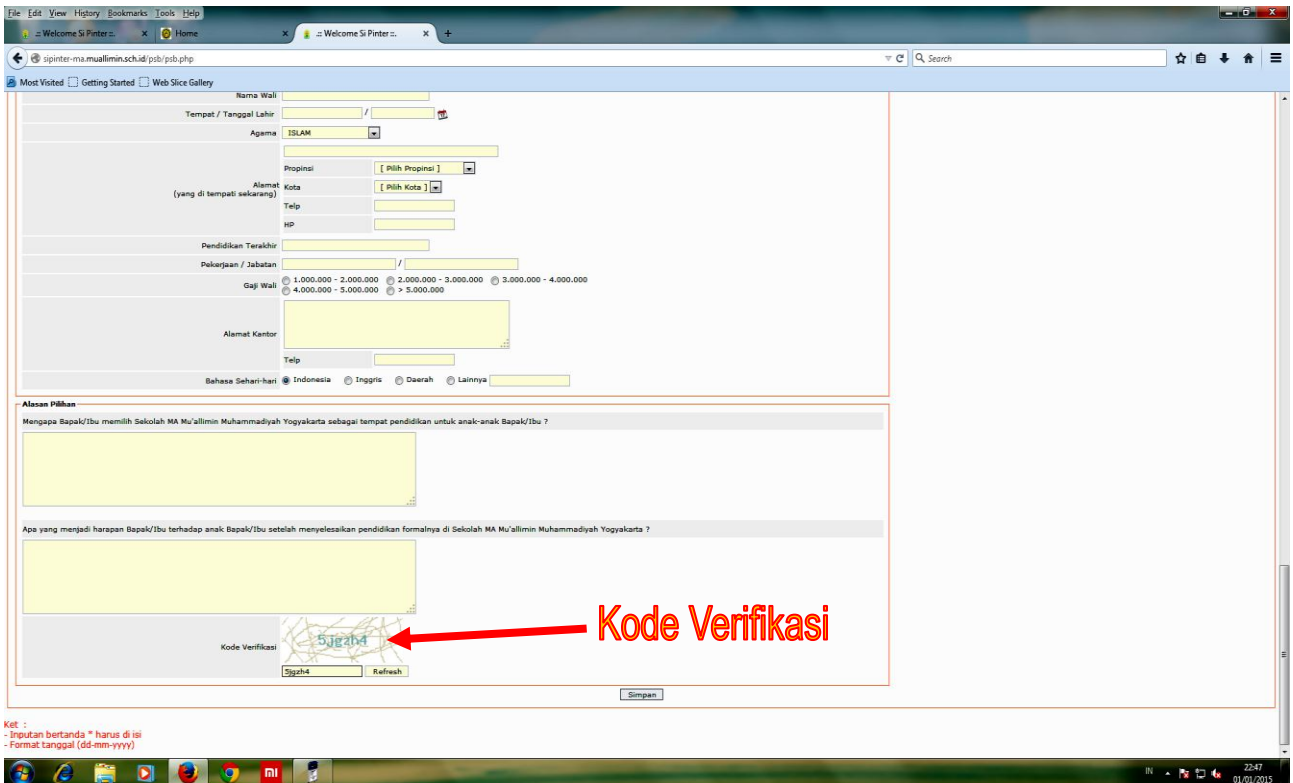 File Edit View History Bookmarks Tools Help
.:: Welcome Si Pinter ::. x Home x .:: Welcome Si Pinter ::. x +
sipinter-ma.muallimin.sch.id/psb/psb.php Search
Most Visited Getting Started Web Slice Gallery
Nama Wali
Tempat / Tanggal Lahir /
Agama ISLAM
Alamat
(yang di tempati sekarang)
Propinsi [ Pilih Propinsi ]
Kota [ Pilih Kota ]
Telp
HP
Pendidikan Terakhir
Pekerjaan / Jabatan /
Gaji Wali 1.000.000 - 2.000.000 2.000.000 - 3.000.000 3.000.000 - 4.000.000
4.000.000 - 5.000.000 > 5.000.000
Alamat Kantor
Telp
Bahasa Sehari-hari Indonesia Inggris Daerah Lainnya
Alasan Pilihan
Mengapa Bapak/Ibu memilih Sekolah MA Mu'allimin Muhammadiyah Yogyakarta sebagai tempat pendidikan untuk anak-anak Bapak/Ibu ?
Apa yang menjadi harapan Bapak/Ibu terhadap anak Bapak/Ibu setelah menyelesaikan pendidikan formalnya di Sekolah MA Mu'allimin Muhammadiyah Yogyakarta ?
Kode Verifikasi 5jgzh4
Kode Verifikasi
5jgzh4 Refresh
Simpan
Ket :
- Inputan bertanda * harus di isi
- Format tanggal (dd-mm-yyyy)
IN 22:47
01/01/2015